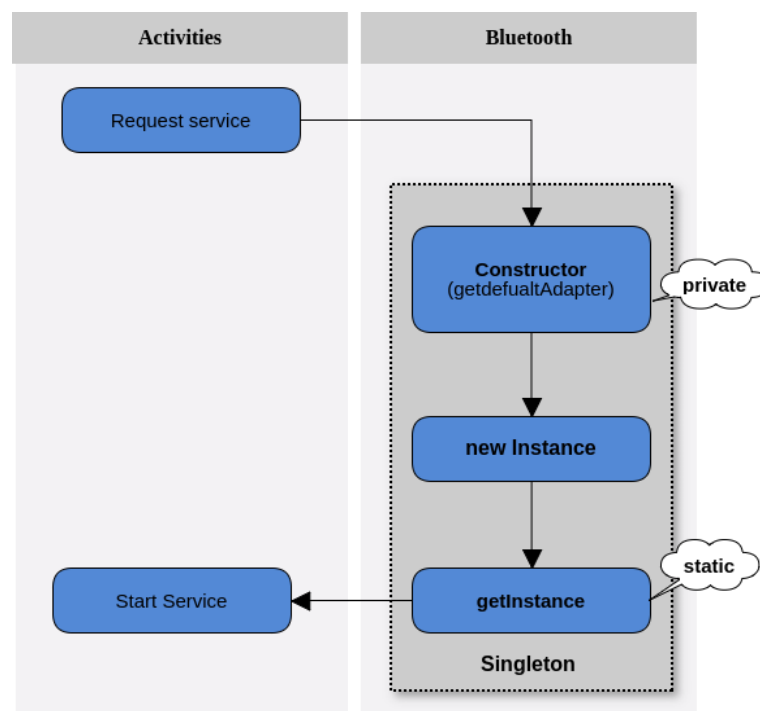 Activities
Bluetooth
Request service
Constructor
(getdefualtAdapter)
private
new Instance
static
Start Service
getInstance
Singleton